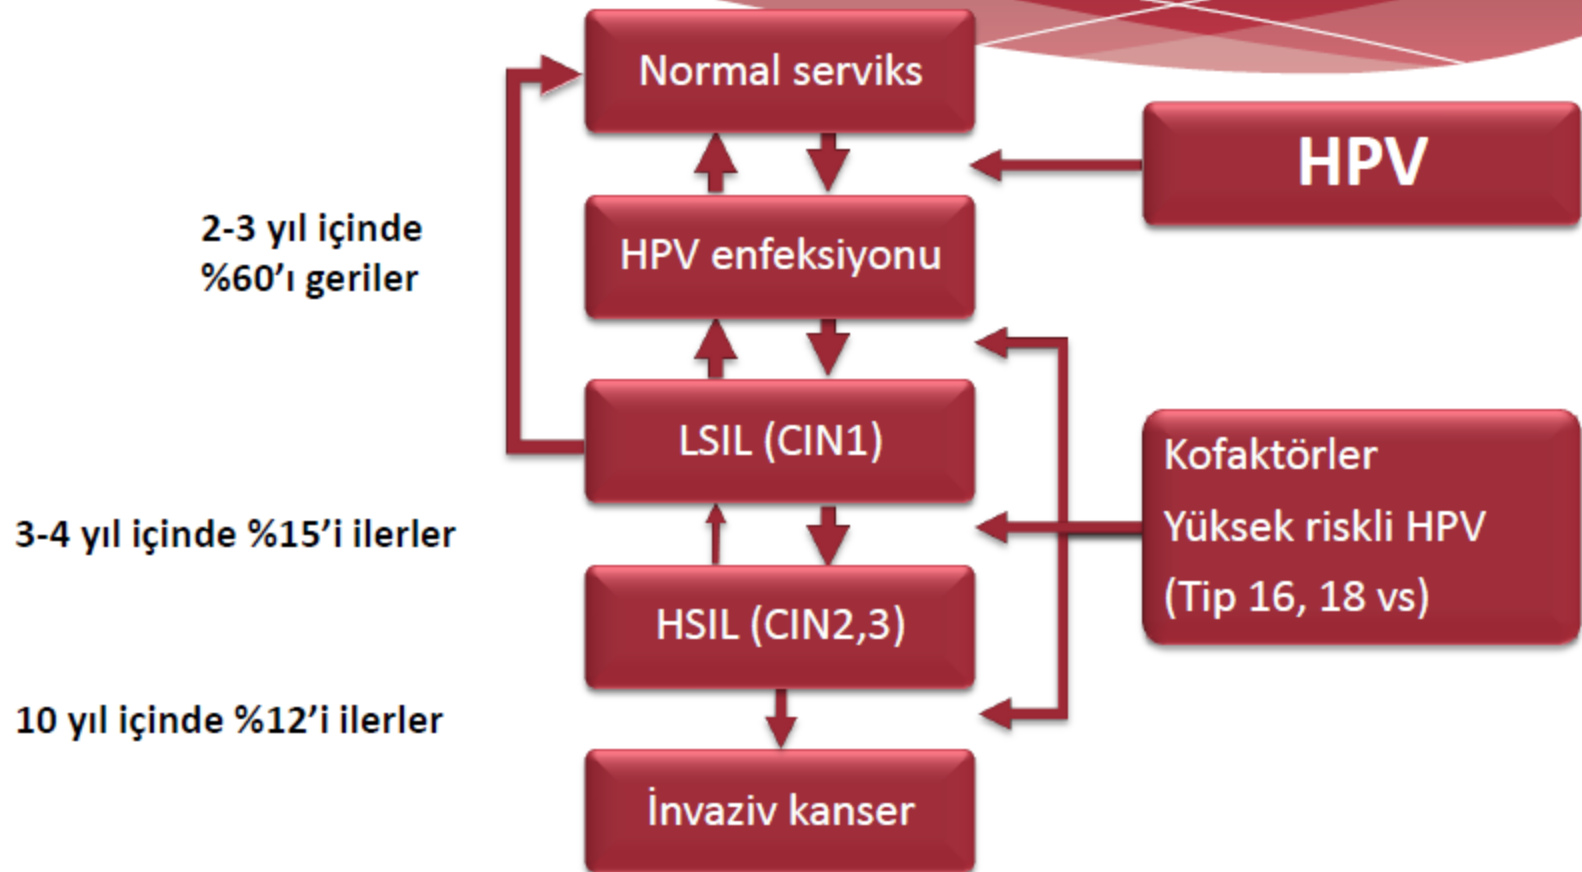 Normal serviks
HPV
2-3 yıl içinde
%60’ı geriler
HPV enfeksiyonu
LSIL (CIN1)
Kofaktörler
Yüksek riskli HPV
(Tip 16, 18 vs)
3-4 yıl içinde %15’i ilerler
HSIL (CIN2,3)
10 yıl içinde %12’i ilerler
İnvaziv kanser